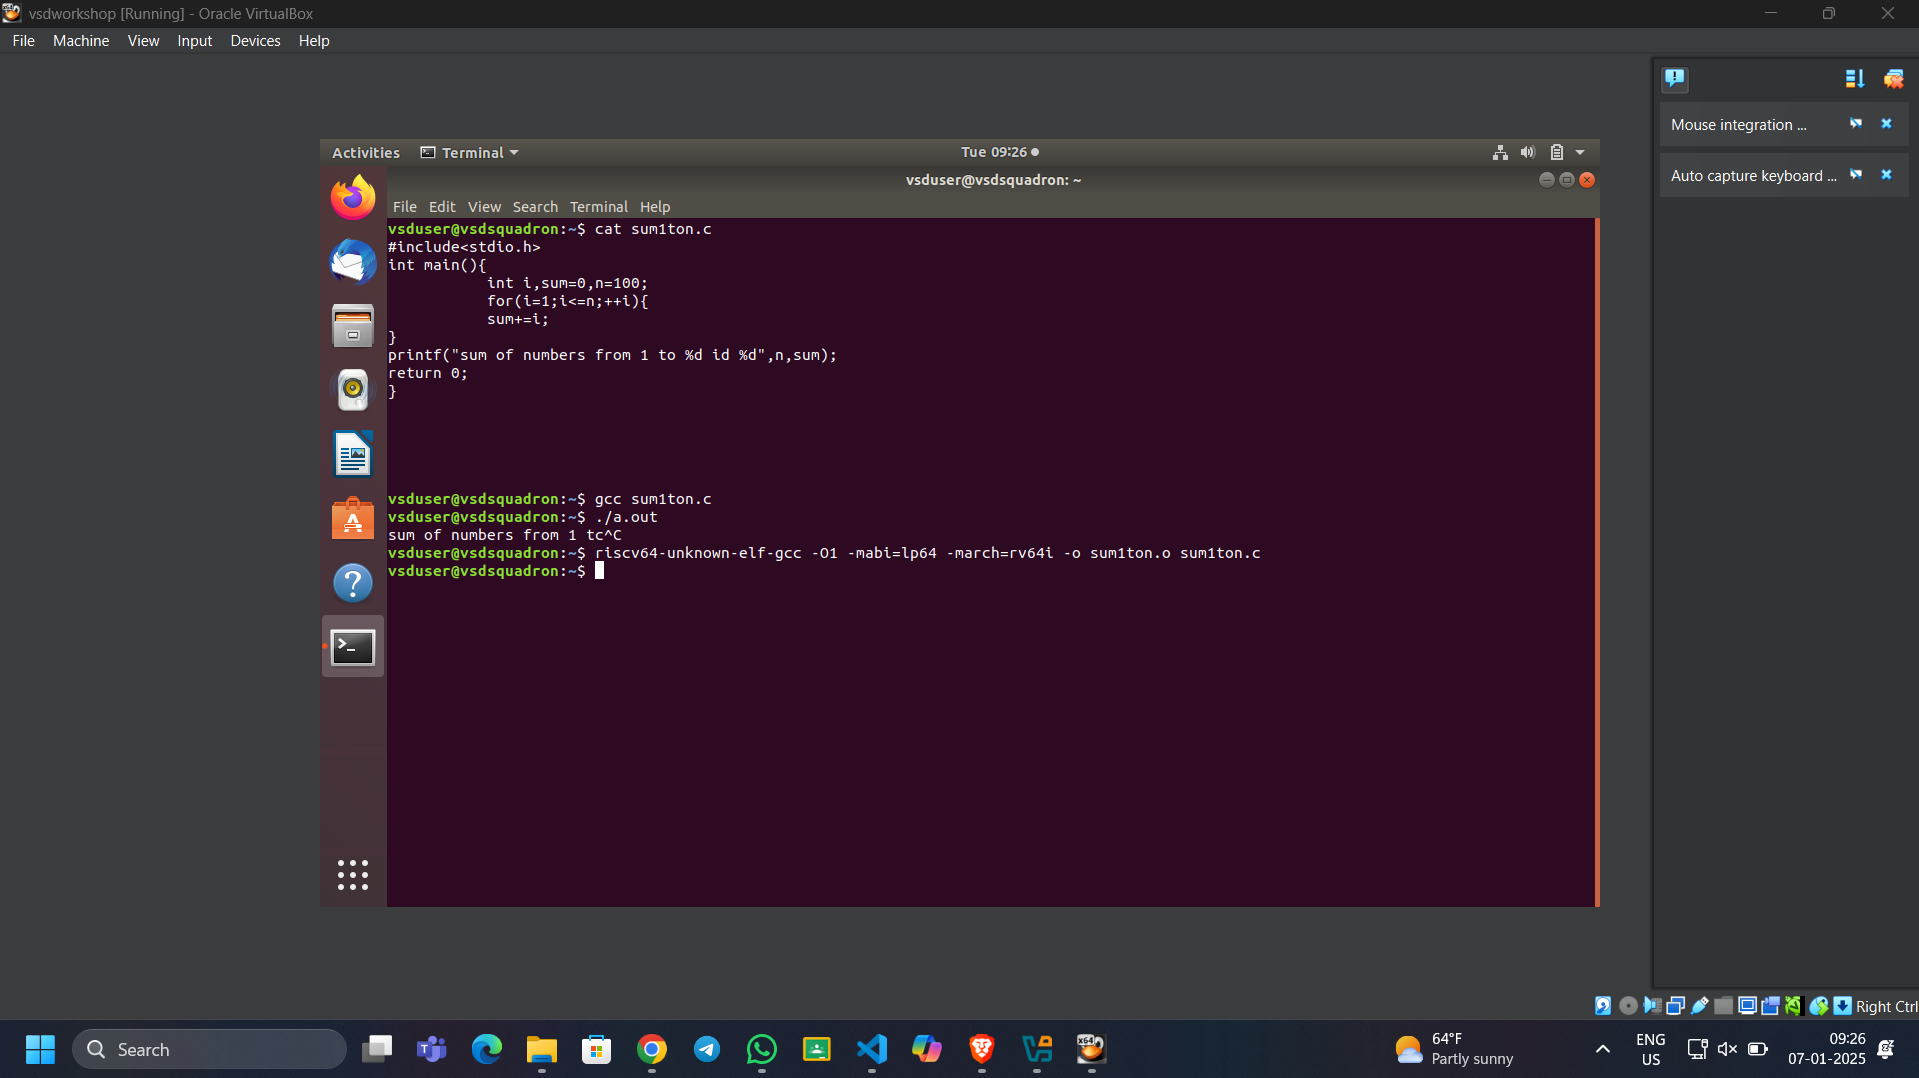 vsdworkshop [Running] - Oracle VirtualBox
File Machine View Input Devices Help
Mouse integration ...
Auto capture keyboard ...
Activities Terminal Tue 09:26
vsduser@vsdsquadron: ~
File Edit View Search Terminal Help
vsduser@vsdsquadron:~$ cat sum1ton.c
#include<stdio.h>
int main(){
int i,sum=0,n=100;
for(i=1;i<=n;++i){
sum+=i;
}
printf("sum of numbers from 1 to %d id %d",n,sum);
return 0;
}
vsduser@vsdsquadron:~$ gcc sum1ton.c
vsduser@vsdsquadron:~$ ./a.out
sum of numbers from 1 tc^C
vsduser@vsdsquadron:~$ riscv64-unknown-elf-gcc -O1 -mabi=lp64 -march=rv64i -o sum1ton.o sum1ton.c
vsduser@vsdsquadron:~$
Right Ctrl
Search
64°F
Partly sunny
ENG
US
09:26
07-01-2025